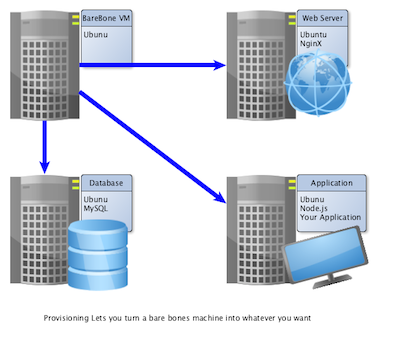 BareBone VM
Ubunu
Web Server
Ubuntu
NginX
Database
Ubunu
MySQL
Application
Ubunu
Node.js
Your Application
Provisioning Lets you turn a bare bones machine into whatever you want